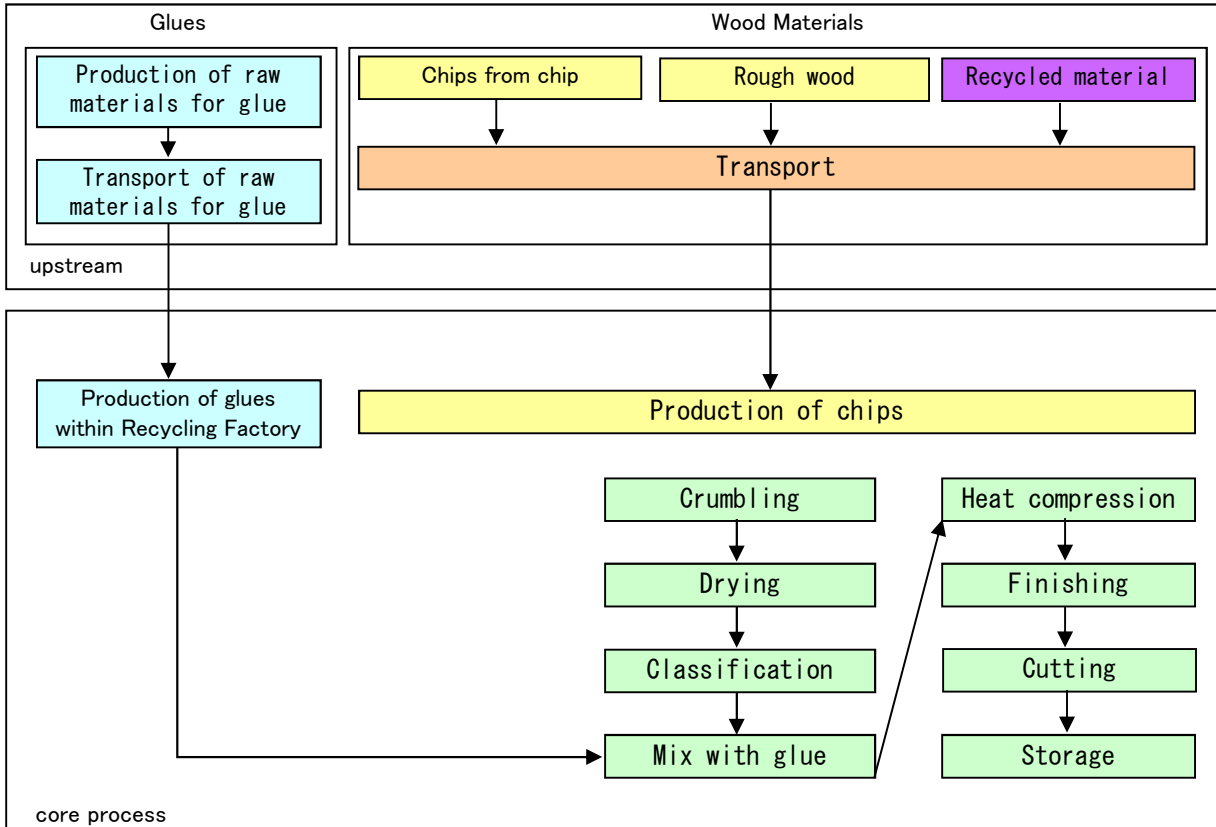 Glues
Production of raw
materials for glue
Transport of raw
materials for glue
Wood Materials
Chips from chip
Rough wood
Recycled material
Transport
upstream
Production of glues
within Recycling Factory
Production of chips
Crumbling
Drying
Classification
Mix with glue
Heat compression
Finishing
Cutting
Storage
core process